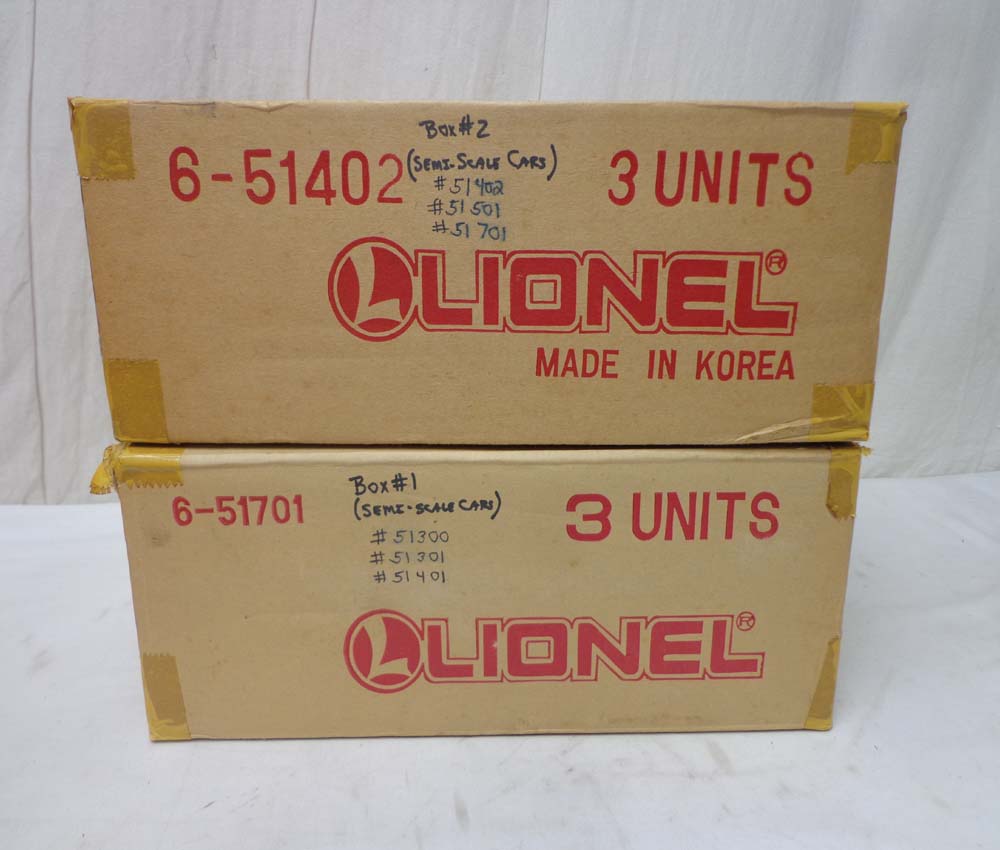 Box #2
6-51402 (SEMI-SCALE CARS) 3 UNITS
#51402
#51501
#51701
LIONEL®
MADE IN KOREA
Box #1
6-51701 (SEMI-SCALE CARS) 3 UNITS
#51300
#51301
#51401
LIONEL®